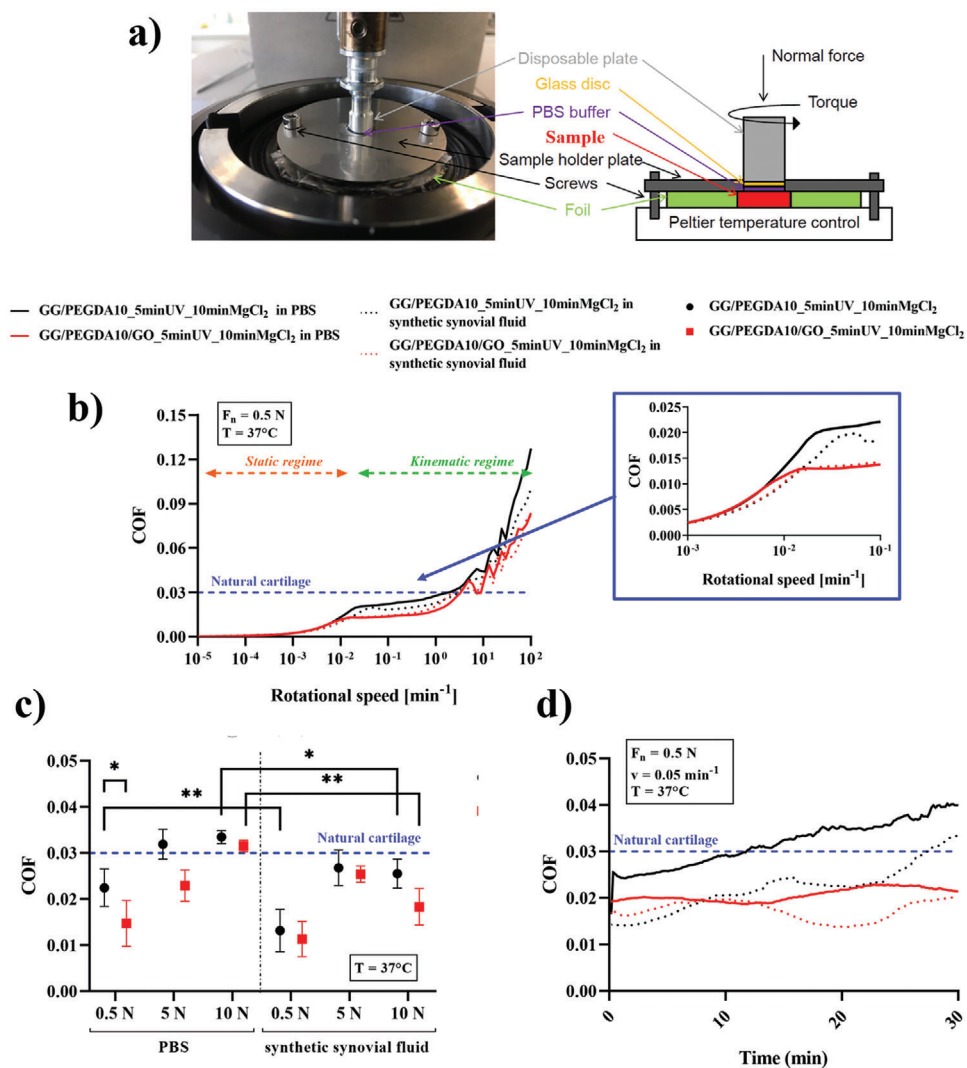 a)
Disposable plate
Glass disc
PBS buffer
Sample
Sample holder plate
Screws
Foil
Normal force
Torque
Peltier temperature control
GG/PEGDA10_5minUV_10minMgCl₂ in PBS
GG/PEGDA10/GO_5minUV_10minMgCl₂ in PBS
GG/PEGDA10_5minUV_10minMgCl₂ in
synthetic synovial fluid
GG/PEGDA10/GO_5minUV_10minMgCl₂ in
synthetic synovial fluid
GG/PEGDA10_5minUV_10minMgCl₂
GG/PEGDA10/GO_5minUV_10minMgCl₂
b)
Fₙ = 0.5 N
T = 37°C
Static regime
Kinematic regime
Natural cartilage
COF
0.15
0.12
0.09
0.06
0.03
0.00
10⁻⁵ 10⁻⁴ 10⁻³ 10⁻² 10⁻¹ 10⁰ 10¹ 10²
Rotational speed [min⁻¹]
COF
0.025
0.020
0.015
0.010
0.005
0.000
10⁻³ 10⁻² 10⁻¹
Rotational speed [min⁻¹]
c)
COF
0.05
0.04
0.03
0.02
0.01
0.00
*
**
*
**
Natural cartilage
T = 37°C
0.5 N 5 N 10 N 0.5 N 5 N 10 N
PBS synthetic synovial fluid
d)
Fₙ = 0.5 N
v = 0.05 min⁻¹
T = 37°C
Natural cartilage
COF
0.05
0.04
0.03
0.02
0.01
0.00
0 10 20 30
Time (min)